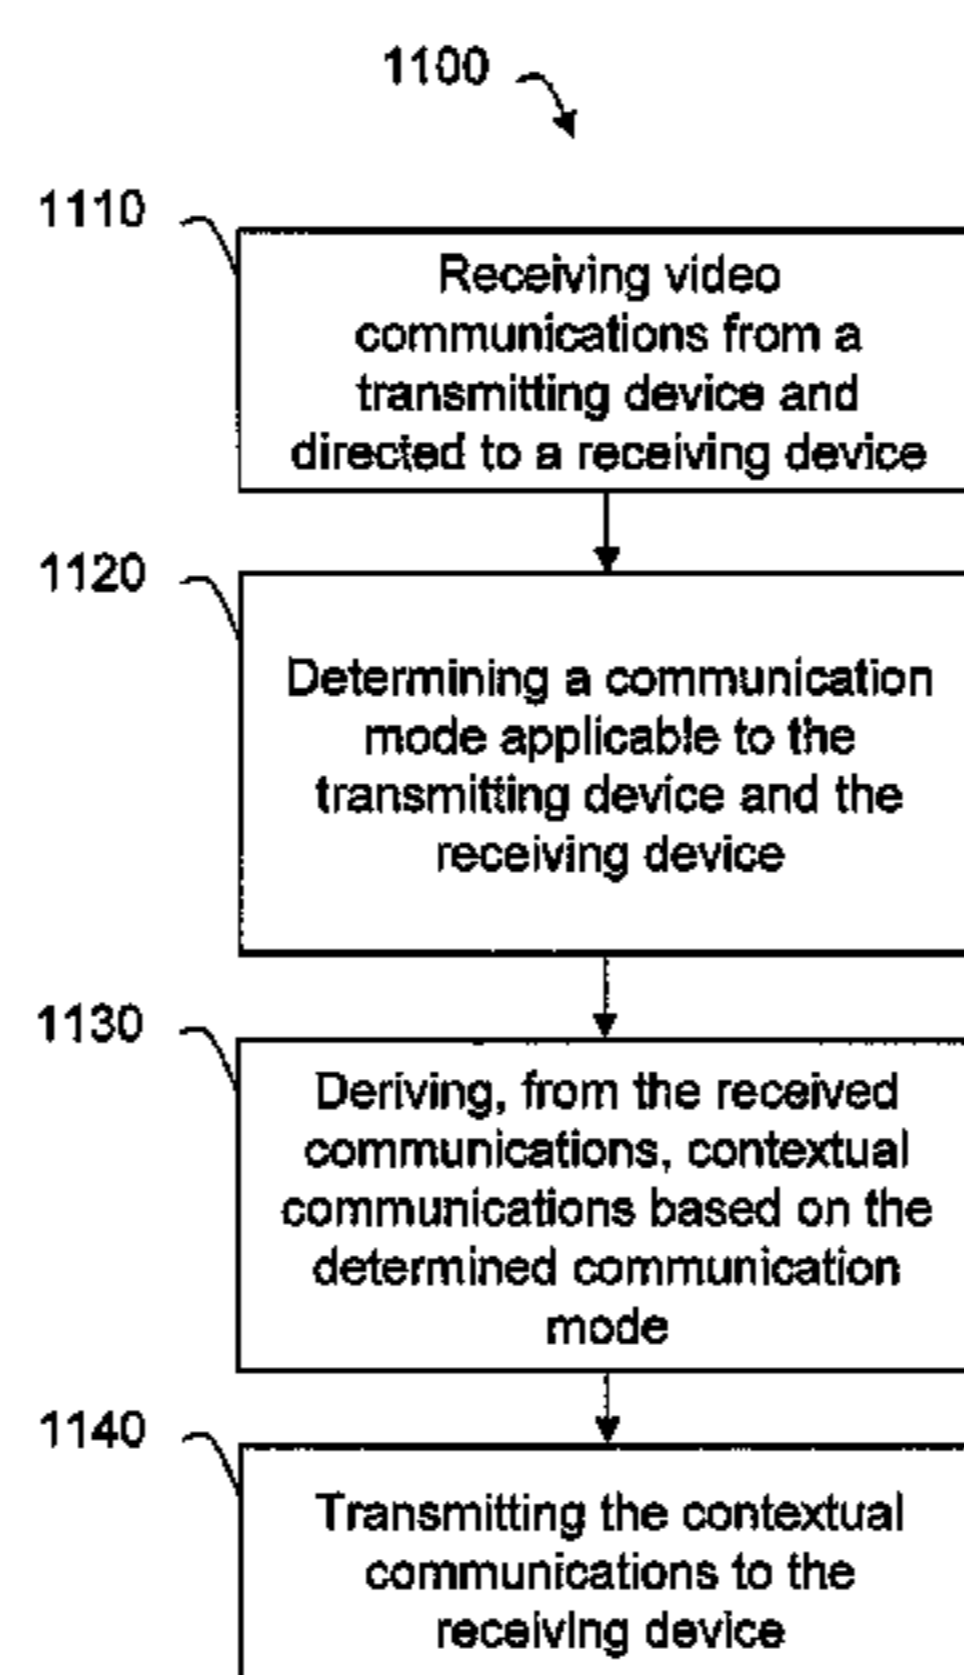 1100
1110
Receiving video
communications from a
transmitting device and
directed to a receiving device
1120
Determining a communication
mode applicable to the
transmitting device and the
receiving device
1130
Deriving, from the received
communications, contextual
communications based on the
determined communication
mode
1140
Transmitting the contextual
communications to the
receiving device